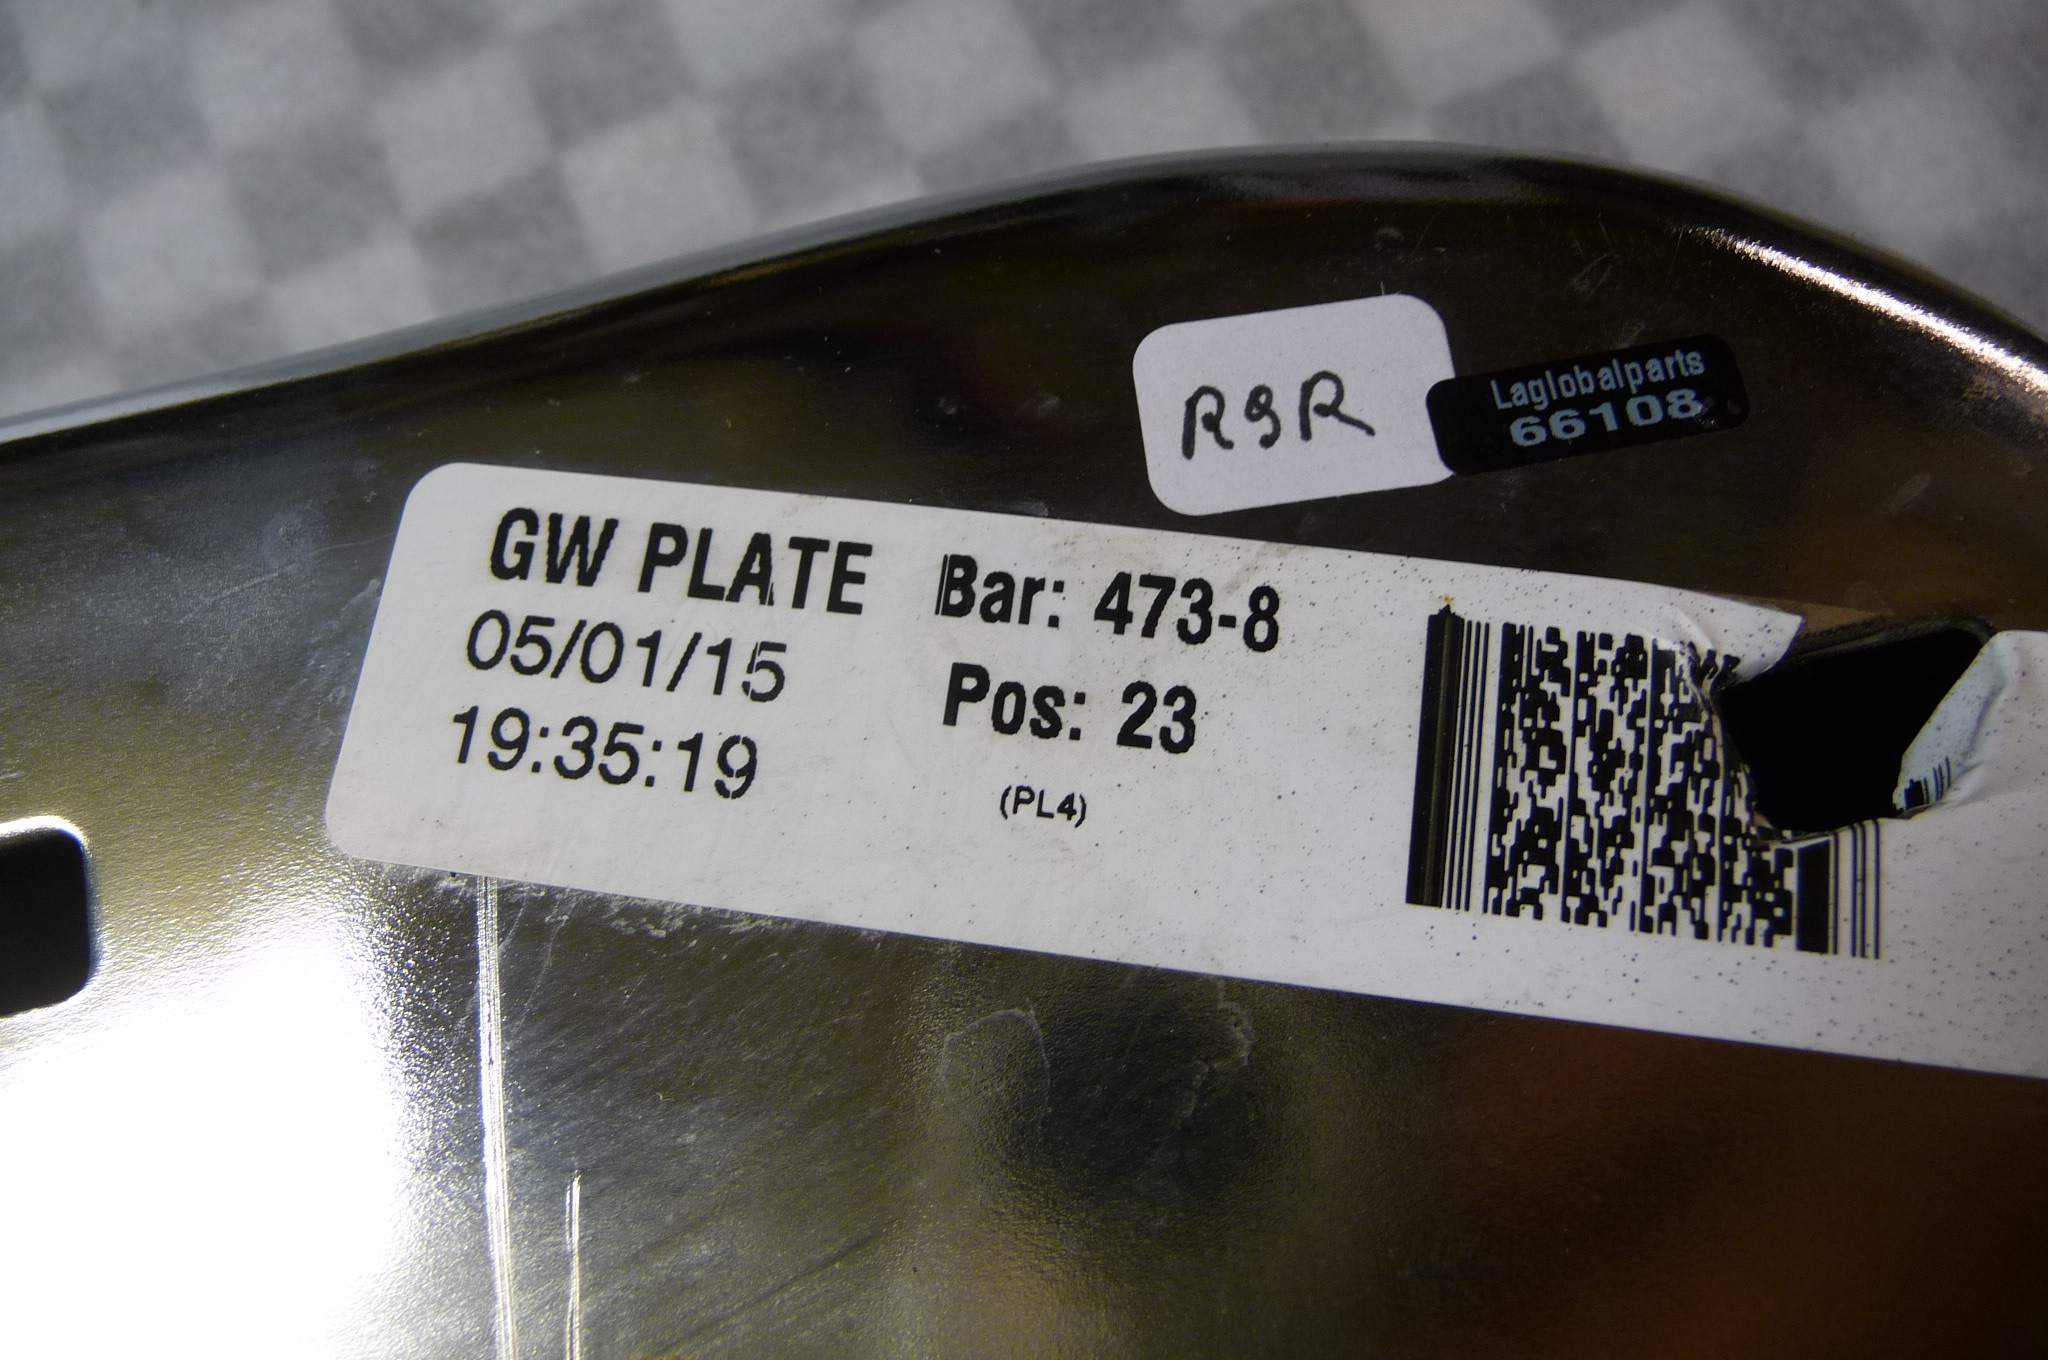 R9R
Laglobalparts
66108
GW PLATE Bar: 473-8
05/01/15 Pos: 23
19:35:19 (PL4)